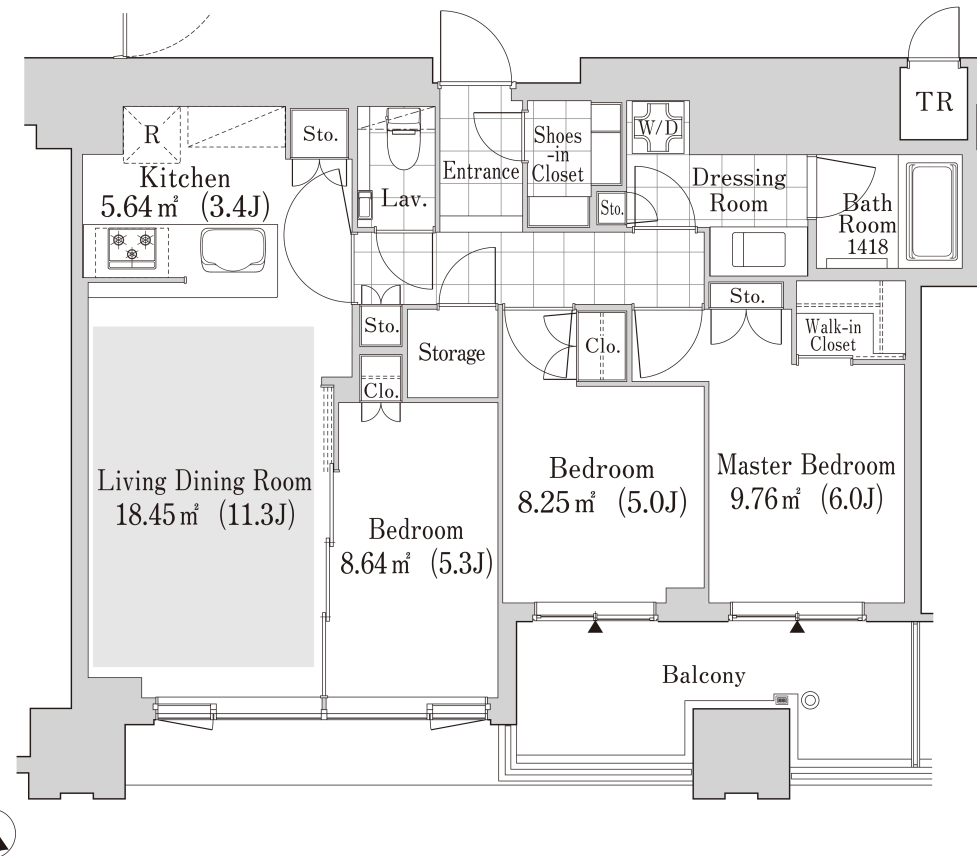 TR
R
Sto.
W/D
Shoes
-in
Closet
Kitchen
5.64㎡ (3.4J)
Lav.
Entrance
Dressing
Room
Sto.
Bath
Room
1418
Sto.
Sto.
Storage
Clo.
Clo.
Walk-in
Closet
Living Dining Room
18.45㎡ (11.3J)
Bedroom
8.64㎡ (5.3J)
Bedroom
8.25㎡ (5.0J)
Master Bedroom
9.76㎡ (6.0J)
Balcony